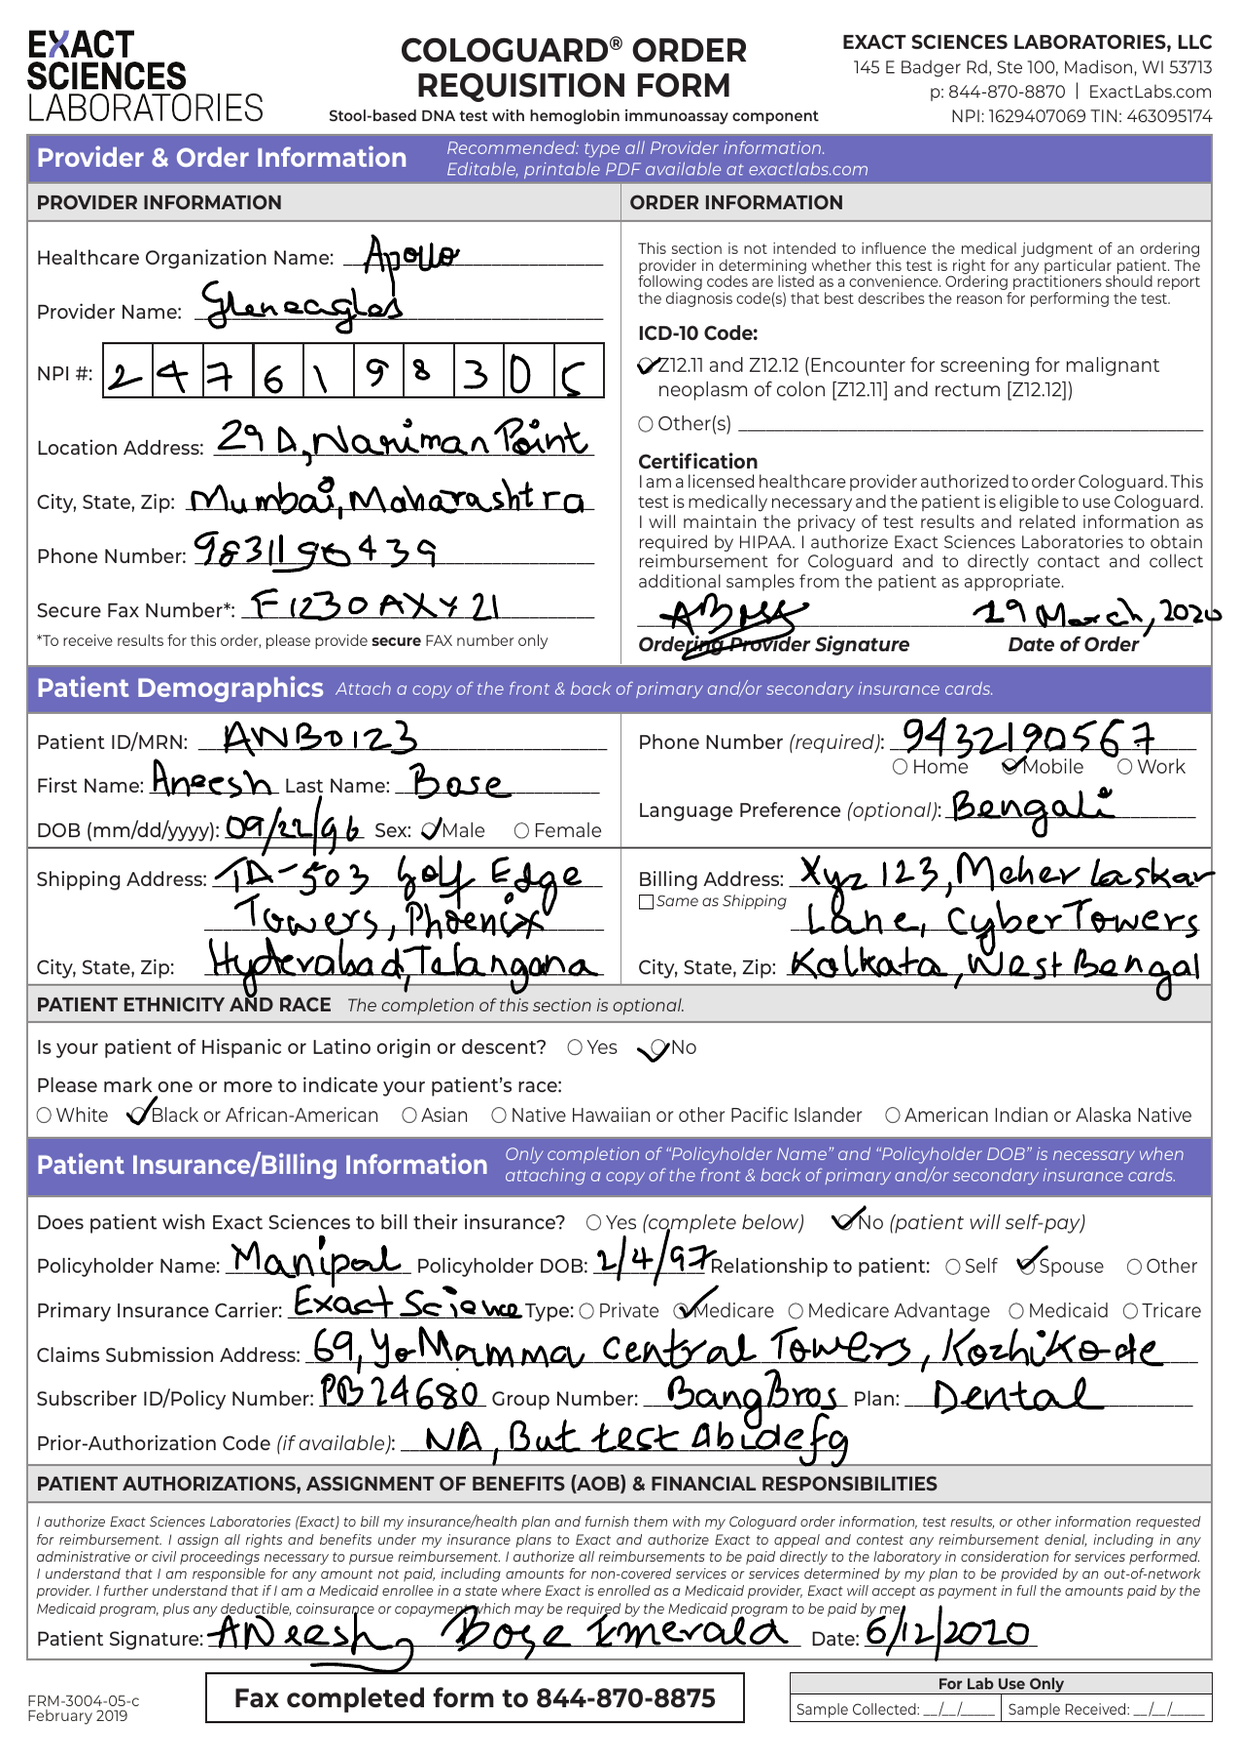 EXACT
SCIENCES
LABORATORIES
COLOGUARD® ORDER
REQUISITION FORM
Stool-based DNA test with hemoglobin immunoassay component
EXACT SCIENCES LABORATORIES, LLC
145 E Badger Rd, Ste 100, Madison, WI 53713
p: 844-870-8870 | ExactLabs.com
NPI: 1629407069 TIN: 463095174
Provider & Order Information
Recommended: type all Provider information.
Editable, printable PDF available at exactlabs.com
PROVIDER INFORMATION
Healthcare Organization Name: Apollo
Provider Name: Gleneagles
NPI #: 2 4 7 6 1 9 8 3 0 5
Location Address: 29 A, Nariman Point
City, State, Zip: Mumbai, Maharashtra
Phone Number: 9831196439
Secure Fax Number*: F1230AXY21
*To receive results for this order, please provide secure FAX number only
ORDER INFORMATION
This section is not intended to influence the medical judgment of an ordering
provider in determining whether this test is right for any particular patient. The
following codes are listed as a convenience. Ordering practitioners should report
the diagnosis code(s) that best describes the reason for performing the test.
ICD-10 Code:
Z12.11 and Z12.12 (Encounter for screening for malignant
neoplasm of colon [Z12.11] and rectum [Z12.12])
Other(s)
Certification
I am a licensed healthcare provider authorized to order Cologuard. This
test is medically necessary and the patient is eligible to use Cologuard.
I will maintain the privacy of test results and related information as
required by HIPAA. I authorize Exact Sciences Laboratories to obtain
reimbursement for Cologuard and to directly contact and collect
additional samples from the patient as appropriate.
29 March, 2020
Ordering Provider Signature Date of Order
Patient Demographics Attach a copy of the front & back of primary and/or secondary insurance cards.
Patient ID/MRN: ANB0123
First Name: Aneesh Last Name: Bose
DOB (mm/dd/yyyy): 09/22/96 Sex: Male Female
Phone Number (required): 9432190567
Home Mobile Work
Language Preference (optional): Bengali
Shipping Address: TA-503 Golf Edge
Towers, Phoenix
City, State, Zip: Hyderabad, Telangana
Billing Address: Xyz 123, Meher Laskar
Same as Shipping
Lane, Cyber Towers
City, State, Zip: Kolkata, West Bengal
PATIENT ETHNICITY AND RACE The completion of this section is optional.
Is your patient of Hispanic or Latino origin or descent? Yes No
Please mark one or more to indicate your patient's race:
White Black or African-American Asian Native Hawaiian or other Pacific Islander American Indian or Alaska Native
Patient Insurance/Billing Information
Only completion of "Policyholder Name" and "Policyholder DOB" is necessary when
attaching a copy of the front & back of primary and/or secondary insurance cards.
Does patient wish Exact Sciences to bill their insurance? Yes (complete below) No (patient will self-pay)
Policyholder Name: Manipal Policyholder DOB: 2/4/97 Relationship to patient: Self Spouse Other
Primary Insurance Carrier: Exact Science Type: Private Medicare Medicare Advantage Medicaid Tricare
Claims Submission Address: 69, Yo Mamma Central Towers, Kozhikode
Subscriber ID/Policy Number: PB24680 Group Number: BangBros Plan: Dental
Prior-Authorization Code (if available): NA, But test Abidefg
PATIENT AUTHORIZATIONS, ASSIGNMENT OF BENEFITS (AOB) & FINANCIAL RESPONSIBILITIES
I authorize Exact Sciences Laboratories (Exact) to bill my insurance/health plan and furnish them with my Cologuard order information, test results, or other information requested
for reimbursement. I assign all rights and benefits under my insurance plans to Exact and authorize Exact to appeal and contest any reimbursement denial, including in any
administrative or civil proceedings necessary to pursue reimbursement. I authorize all reimbursements to be paid directly to the laboratory in consideration for services performed.
I understand that I am responsible for any amount not paid, including amounts for non-covered services or services determined by my plan to be provided by an out-of-network
provider. I further understand that if I am a Medicaid enrollee in a state where Exact is enrolled as a Medicaid provider, Exact will accept as payment in full the amounts paid by the
Medicaid program, plus any deductible, coinsurance or copayment which may be required by the Medicaid program to be paid by me.
Patient Signature: ANeesh Bose Emerald Date: 6/12/2020
FRM-3004-05-c
February 2019
Fax completed form to 844-870-8875
For Lab Use Only
Sample Collected: __/__/_____ Sample Received: __/__/_____